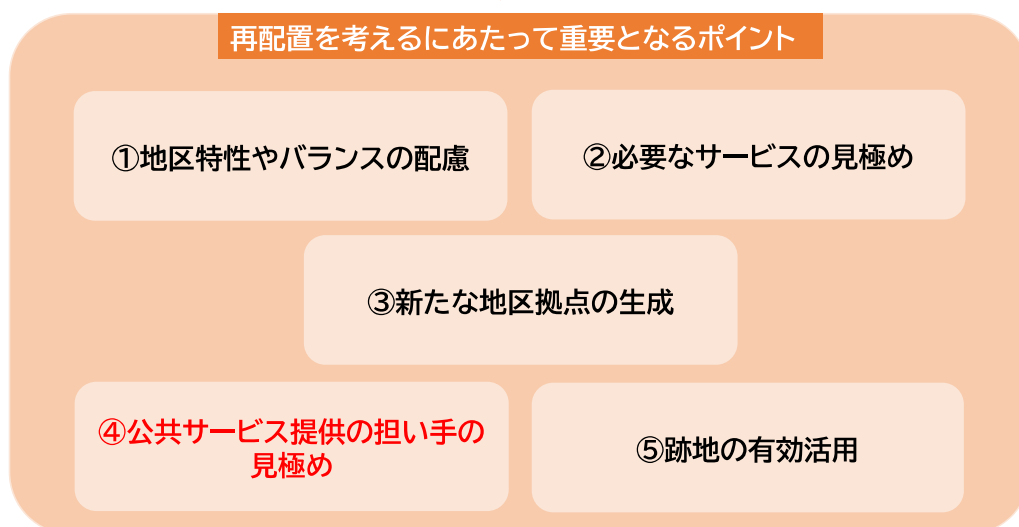 再配置を考えるにあたって重要となるポイント
①地区特性やバランスの配慮
②必要なサービスの見極め
③新たな地区拠点の生成
④公共サービス提供の担い手の
見極め
⑤跡地の有効活用